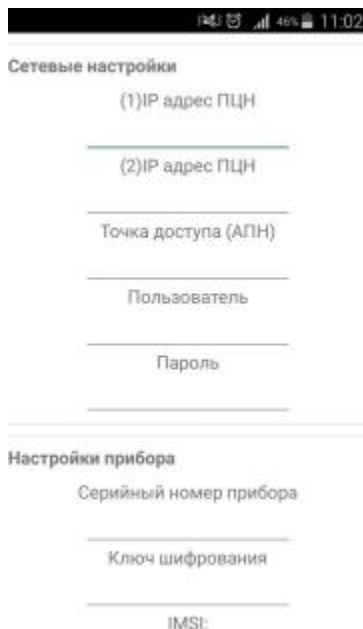 46% 11:02
Сетевые настройки
(1)IP адрес ПЦН
(2)IP адрес ПЦН
Точка доступа (АПН)
Пользователь
Пароль
Настройки прибора
Серийный номер прибора
Ключ шифрования
IMSI: